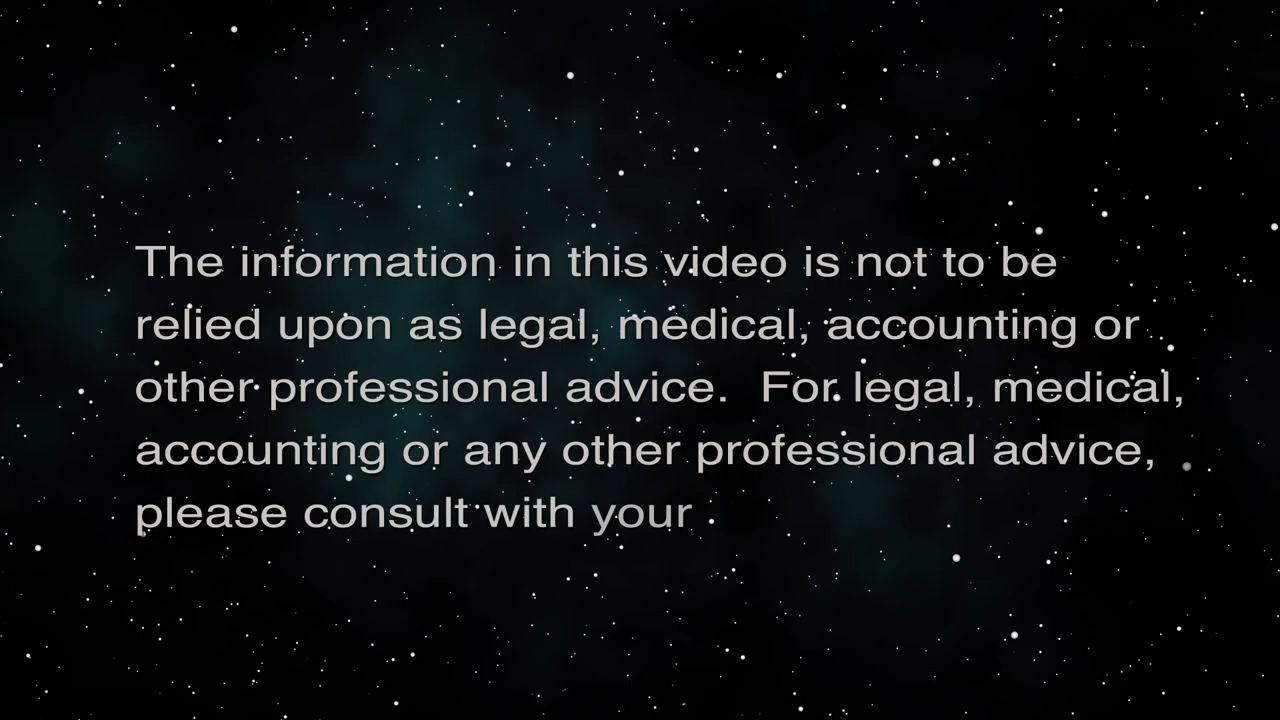 The information in this video is not to be
relied upon as legal, medical, accounting or
other professional advice.  For legal, medical,
accounting or any other professional advice,
please consult with your